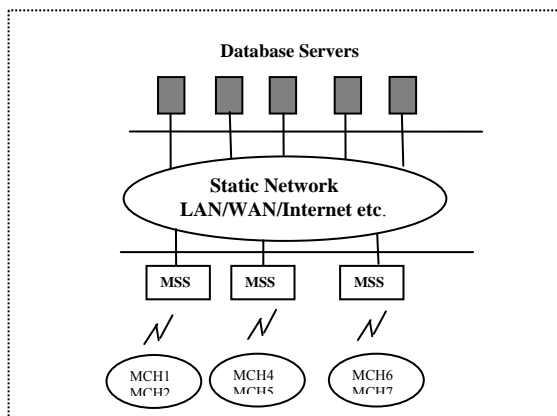 Database Servers
Static Network
LAN/WAN/Internet etc.
MSS MSS MSS
MCH1 MCH4 MCH6
MCH2 MCH5 MCH7